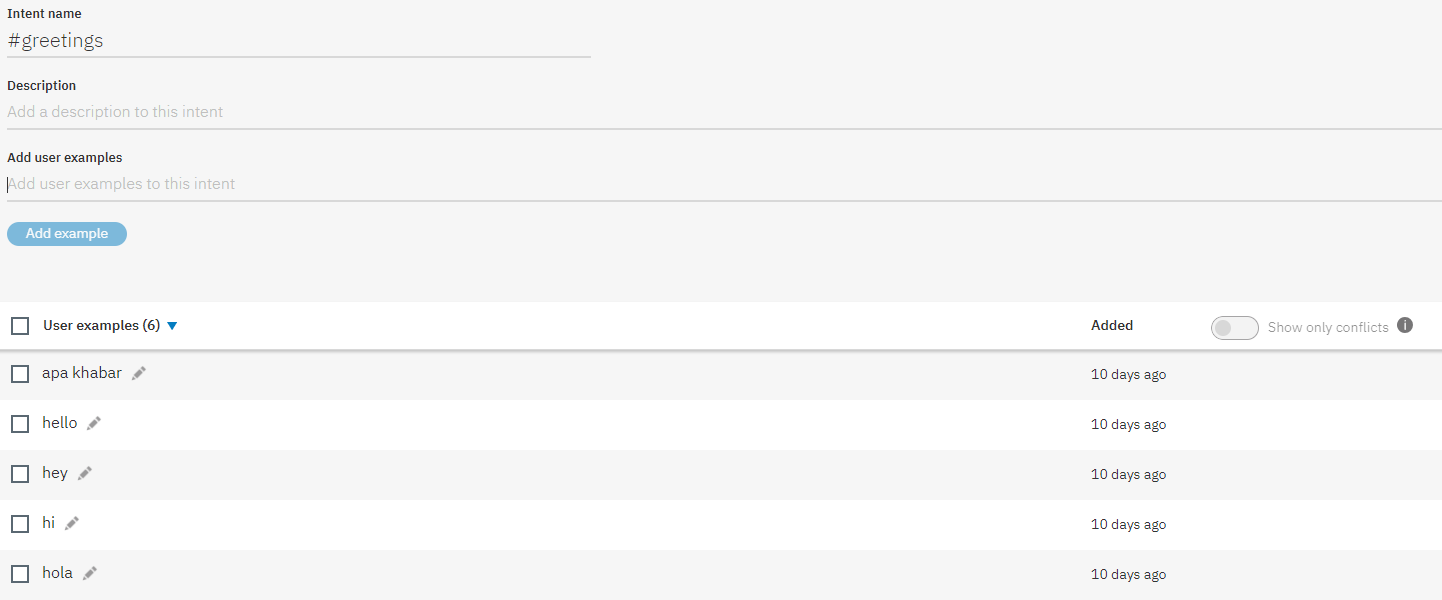 Intent name
#greetings
Description
Add a description to this intent
Add user examples
Add user examples to this intent
Add example
User examples (6) Added Show only conflicts
apa khabar 10 days ago
hello 10 days ago
hey 10 days ago
hi 10 days ago
hola 10 days ago